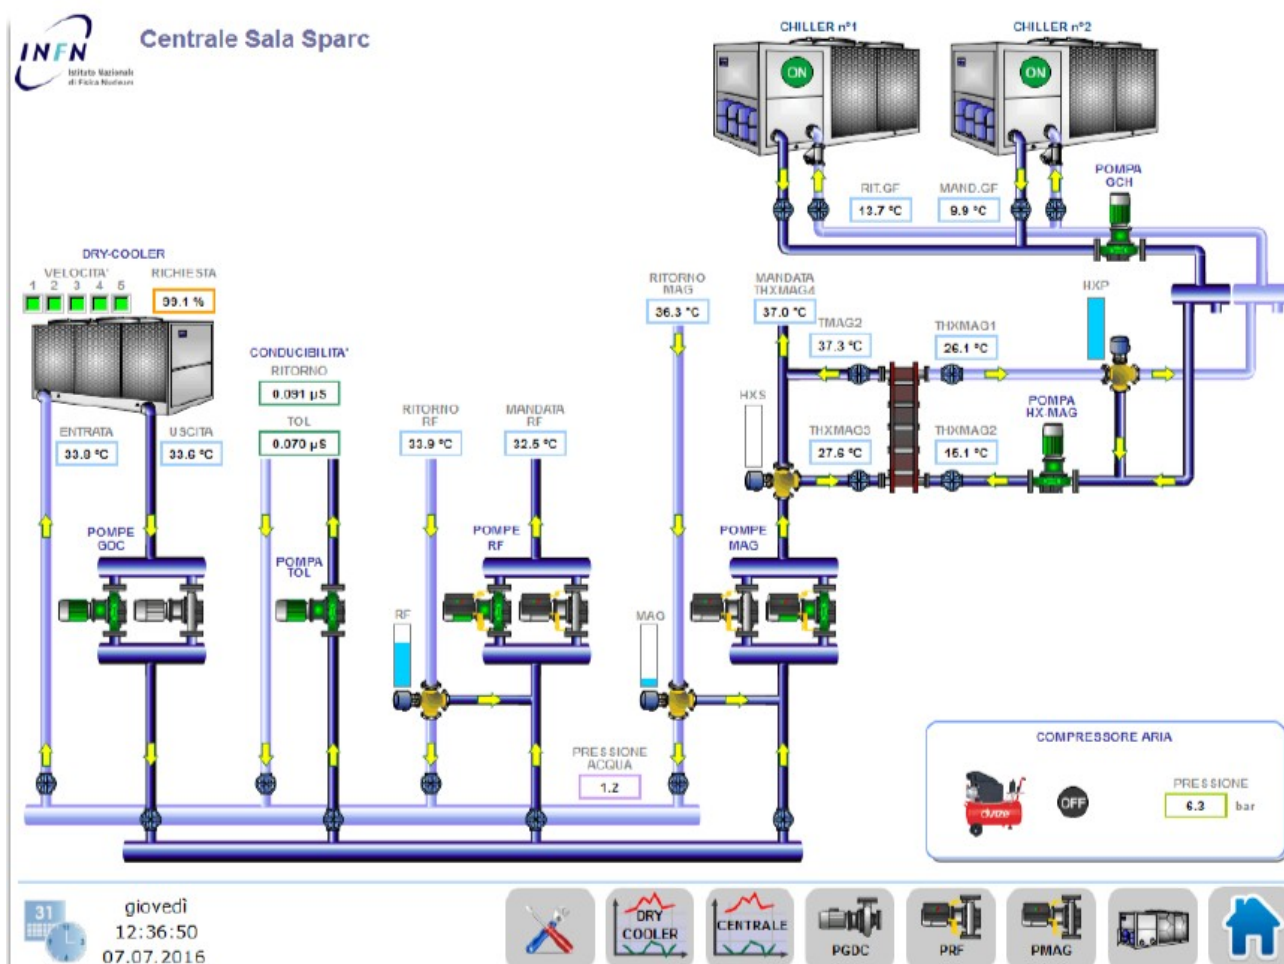 INFN
Istituto Nazionale
di Fisica Nucleare
Centrale Sala Sparc
CHILLER n°1
CHILLER n°2
ON
ON
RIT.GF
13.7 °C
MAND.GF
9.9 °C
POMPA
GCH
DRY-COOLER
VELOCITA'
1 2 3 4 5
RICHIESTA
99.1 %
RITORNO
MAG
36.3 °C
MANDATA
THXMAG4
37.0 °C
HXP
TMAG2
37.3 °C
THXMAG1
26.1 °C
CONDUCIBILITA'
RITORNO
0.091 µS
TOL
0.070 µS
ENTRATA
33.8 °C
USCITA
33.6 °C
RITORNO
RF
33.9 °C
MANDATA
RF
32.5 °C
HXS
THXMAG3
27.6 °C
THXMAG2
15.1 °C
POMPA
HX-MAG
POMPE
GDC
POMPA
TOL
POMPE
RF
POMPE
MAG
RF
MAG
PRESSIONE
ACQUA
1.2
COMPRESSORE ARIA
OFF
PRESSIONE
6.3 bar
31
giovedì
12:36:50
07.07.2016
DRY
COOLER
CENTRALE
PGDC
PRF
PMAG